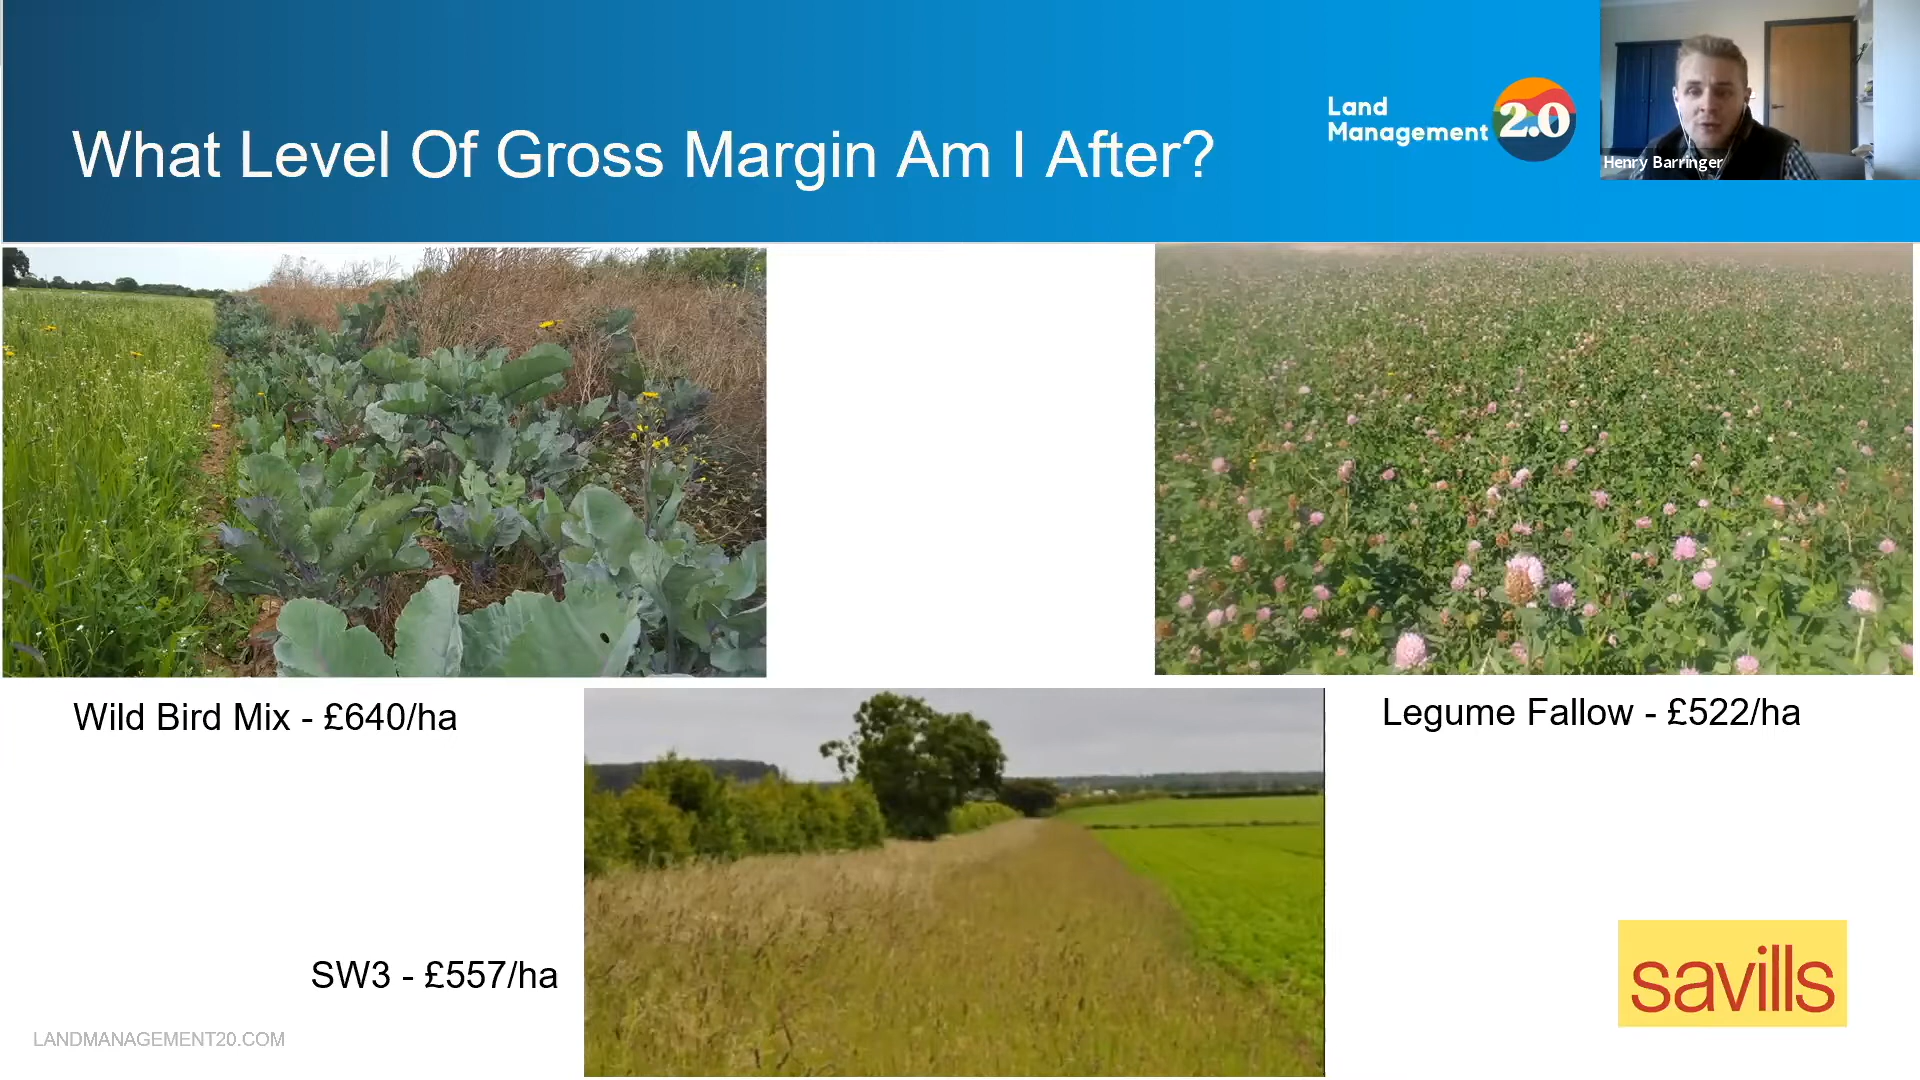 What Level Of Gross Margin Am I After?
Land
Management
2.0
Henry Barringer
Wild Bird Mix - £640/ha
Legume Fallow - £522/ha
SW3 - £557/ha
savills
LANDMANAGEMENT20.COM